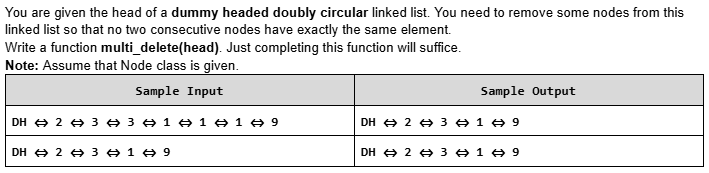 You are given the head of a dummy headed doubly circular linked list. You need to remove some nodes from this
linked list so that no two consecutive nodes have exactly the same element.
Write a function multi_delete(head). Just completing this function will suffice.
Note: Assume that Node class is given.
Sample Input Sample Output
DH ⇔ 2 ⇔ 3 ⇔ 3 ⇔ 1 ⇔ 1 ⇔ 1 ⇔ 9 DH ⇔ 2 ⇔ 3 ⇔ 1 ⇔ 9
DH ⇔ 2 ⇔ 3 ⇔ 1 ⇔ 9 DH ⇔ 2 ⇔ 3 ⇔ 1 ⇔ 9